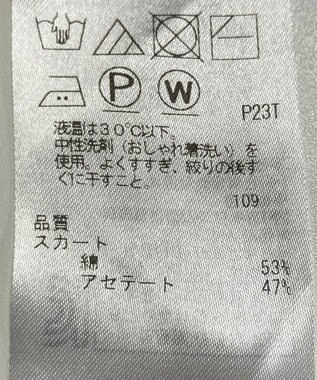 P W
P23T
液温は30℃以下。
中性洗剤(おしゃれ着洗い)を
使用。よくすすぎ、絞りの後す
ぐに干すこと。
109
品質
スカート
綿 53%
アセテート 47%